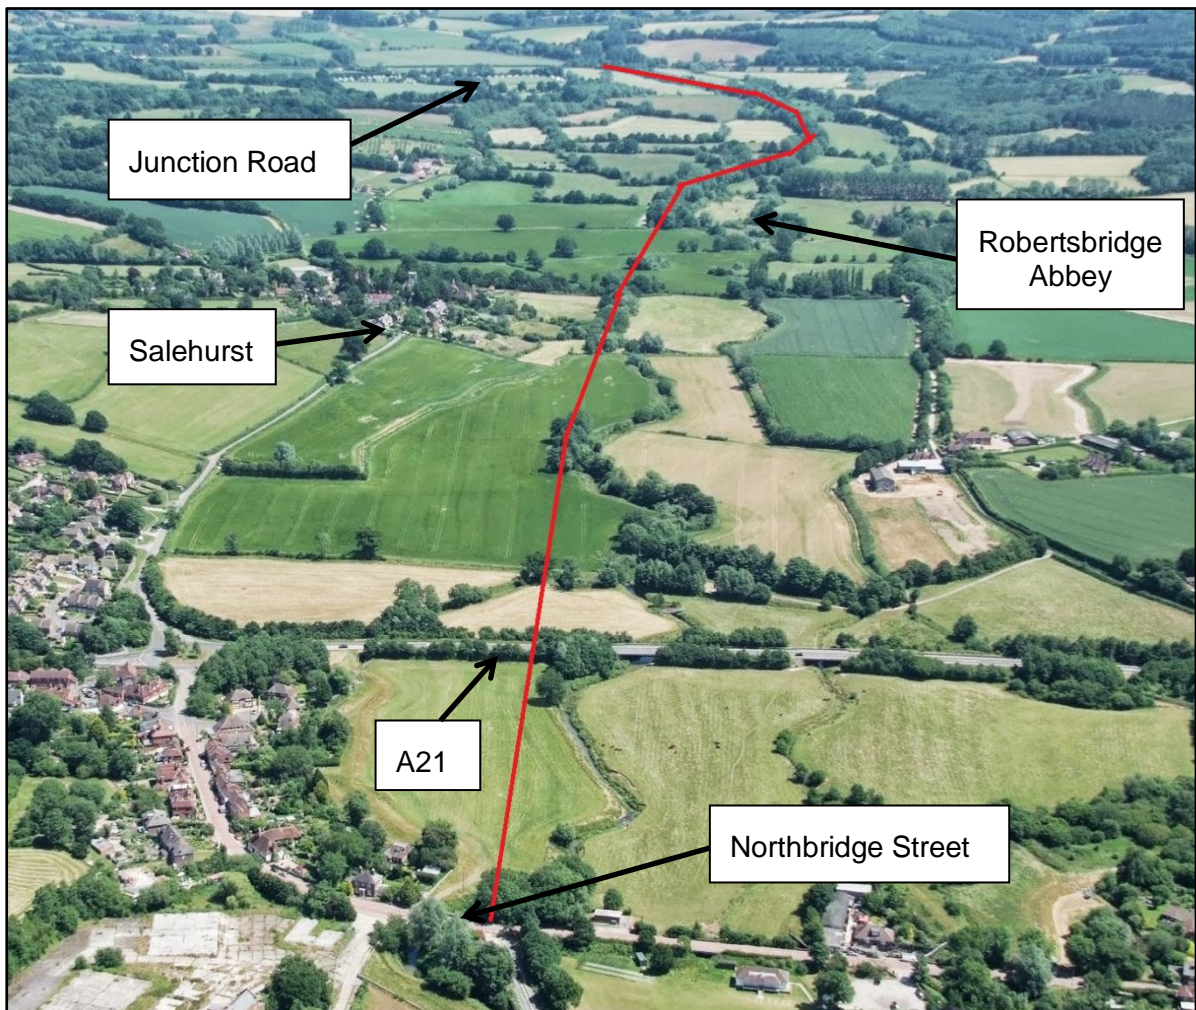 Junction Road
Robertsbridge
Abbey
Salehurst
A21
Northbridge Street